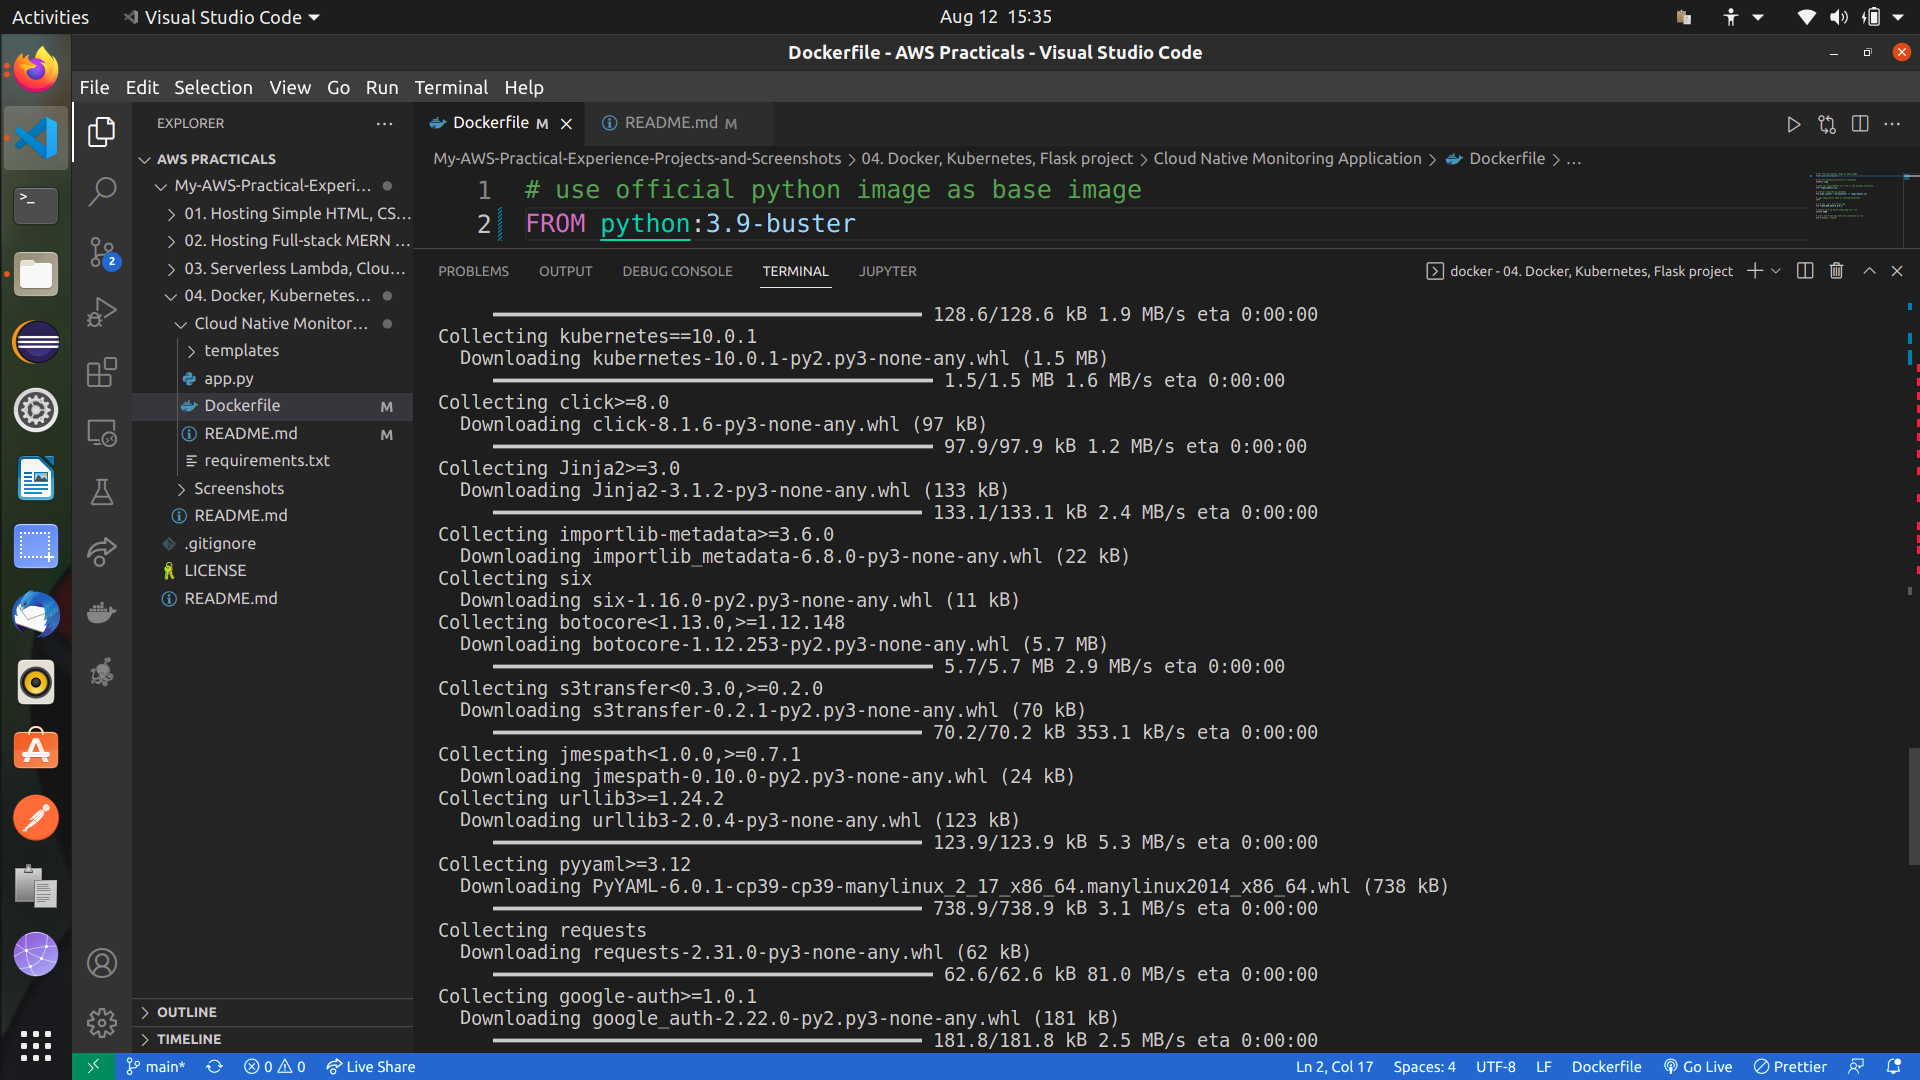 Activities
Visual Studio Code
Aug 12 15:35
Dockerfile - AWS Practicals - Visual Studio Code
File Edit Selection View Go Run Terminal Help
EXPLORER
AWS PRACTICALS
My-AWS-Practical-Experi...
01. Hosting Simple HTML, CS...
02. Hosting Full-stack MERN ...
03. Serverless Lambda, Clou...
04. Docker, Kubernetes...
Cloud Native Monitor...
templates
app.py
Dockerfile M
README.md M
requirements.txt
Screenshots
README.md
.gitignore
LICENSE
README.md
OUTLINE
TIMELINE
2
Dockerfile M
README.md M
My-AWS-Practical-Experience-Projects-and-Screenshots > 04. Docker, Kubernetes, Flask project > Cloud Native Monitoring Application > Dockerfile > ...
1 # use official python image as base image
2 FROM python:3.9-buster
PROBLEMS OUTPUT DEBUG CONSOLE TERMINAL JUPYTER
docker - 04. Docker, Kubernetes, Flask project
128.6/128.6 kB 1.9 MB/s eta 0:00:00
Collecting kubernetes==10.0.1
Downloading kubernetes-10.0.1-py2.py3-none-any.whl (1.5 MB)
1.5/1.5 MB 1.6 MB/s eta 0:00:00
Collecting click>=8.0
Downloading click-8.1.6-py3-none-any.whl (97 kB)
97.9/97.9 kB 1.2 MB/s eta 0:00:00
Collecting Jinja2>=3.0
Downloading Jinja2-3.1.2-py3-none-any.whl (133 kB)
133.1/133.1 kB 2.4 MB/s eta 0:00:00
Collecting importlib-metadata>=3.6.0
Downloading importlib_metadata-6.8.0-py3-none-any.whl (22 kB)
Collecting six
Downloading six-1.16.0-py2.py3-none-any.whl (11 kB)
Collecting botocore<1.13.0,>=1.12.148
Downloading botocore-1.12.253-py2.py3-none-any.whl (5.7 MB)
5.7/5.7 MB 2.9 MB/s eta 0:00:00
Collecting s3transfer<0.3.0,>=0.2.0
Downloading s3transfer-0.2.1-py2.py3-none-any.whl (70 kB)
70.2/70.2 kB 353.1 kB/s eta 0:00:00
Collecting jmespath<1.0.0,>=0.7.1
Downloading jmespath-0.10.0-py2.py3-none-any.whl (24 kB)
Collecting urllib3>=1.24.2
Downloading urllib3-2.0.4-py3-none-any.whl (123 kB)
123.9/123.9 kB 5.3 MB/s eta 0:00:00
Collecting pyyaml>=3.12
Downloading PyYAML-6.0.1-cp39-cp39-manylinux_2_17_x86_64.manylinux2014_x86_64.whl (738 kB)
738.9/738.9 kB 3.1 MB/s eta 0:00:00
Collecting requests
Downloading requests-2.31.0-py3-none-any.whl (62 kB)
62.6/62.6 kB 81.0 MB/s eta 0:00:00
Collecting google-auth>=1.0.1
Downloading google_auth-2.22.0-py2.py3-none-any.whl (181 kB)
181.8/181.8 kB 2.5 MB/s eta 0:00:00
main* 0 0 Live Share
Ln 2, Col 17 Spaces: 4 UTF-8 LF Dockerfile Go Live Prettier